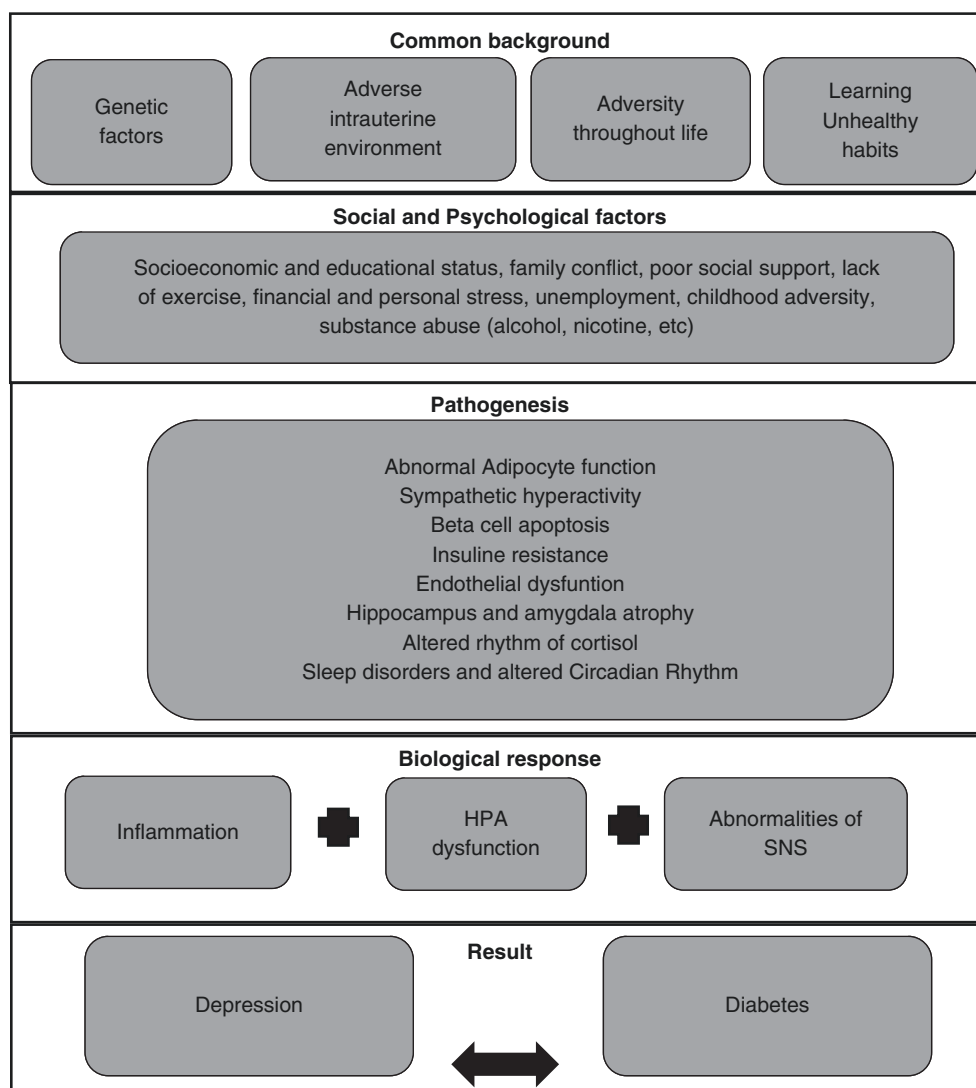 Common background
Genetic
factors
Adverse
intrauterine
environment
Adversity
throughout life
Learning
Unhealthy
habits
Social and Psychological factors
Socioeconomic and educational status, family conflict, poor social support, lack
of exercise, financial and personal stress, unemployment, childhood adversity,
substance abuse (alcohol, nicotine, etc)
Pathogenesis
Abnormal Adipocyte function
Sympathetic hyperactivity
Beta cell apoptosis
Insuline resistance
Endothelial dysfuntion
Hippocampus and amygdala atrophy
Altered rhythm of cortisol
Sleep disorders and altered Circadian Rhythm
Biological response
Inflammation
HPA
dysfunction
Abnormalities of
SNS
Result
Depression
Diabetes